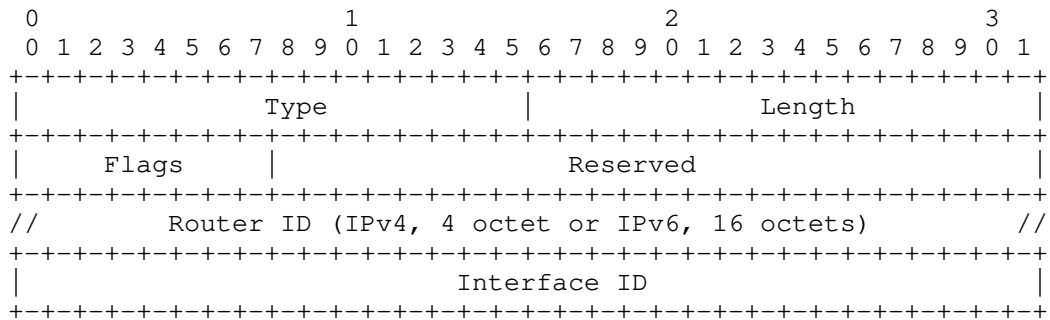 0                   1                   2                   3
 0 1 2 3 4 5 6 7 8 9 0 1 2 3 4 5 6 7 8 9 0 1 2 3 4 5 6 7 8 9 0 1
+-+-+-+-+-+-+-+-+-+-+-+-+-+-+-+-+-+-+-+-+-+-+-+-+-+-+-+-+-+-+-+-+
|              Type             |             Length            |
+-+-+-+-+-+-+-+-+-+-+-+-+-+-+-+-+-+-+-+-+-+-+-+-+-+-+-+-+-+-+-+-+
|     Flags     |                  Reserved                     |
+-+-+-+-+-+-+-+-+-+-+-+-+-+-+-+-+-+-+-+-+-+-+-+-+-+-+-+-+-+-+-+-+
//        Router ID (IPv4, 4 octet or IPv6, 16 octets)         //
+-+-+-+-+-+-+-+-+-+-+-+-+-+-+-+-+-+-+-+-+-+-+-+-+-+-+-+-+-+-+-+-+
|                           Interface ID                        |
+-+-+-+-+-+-+-+-+-+-+-+-+-+-+-+-+-+-+-+-+-+-+-+-+-+-+-+-+-+-+-+-+